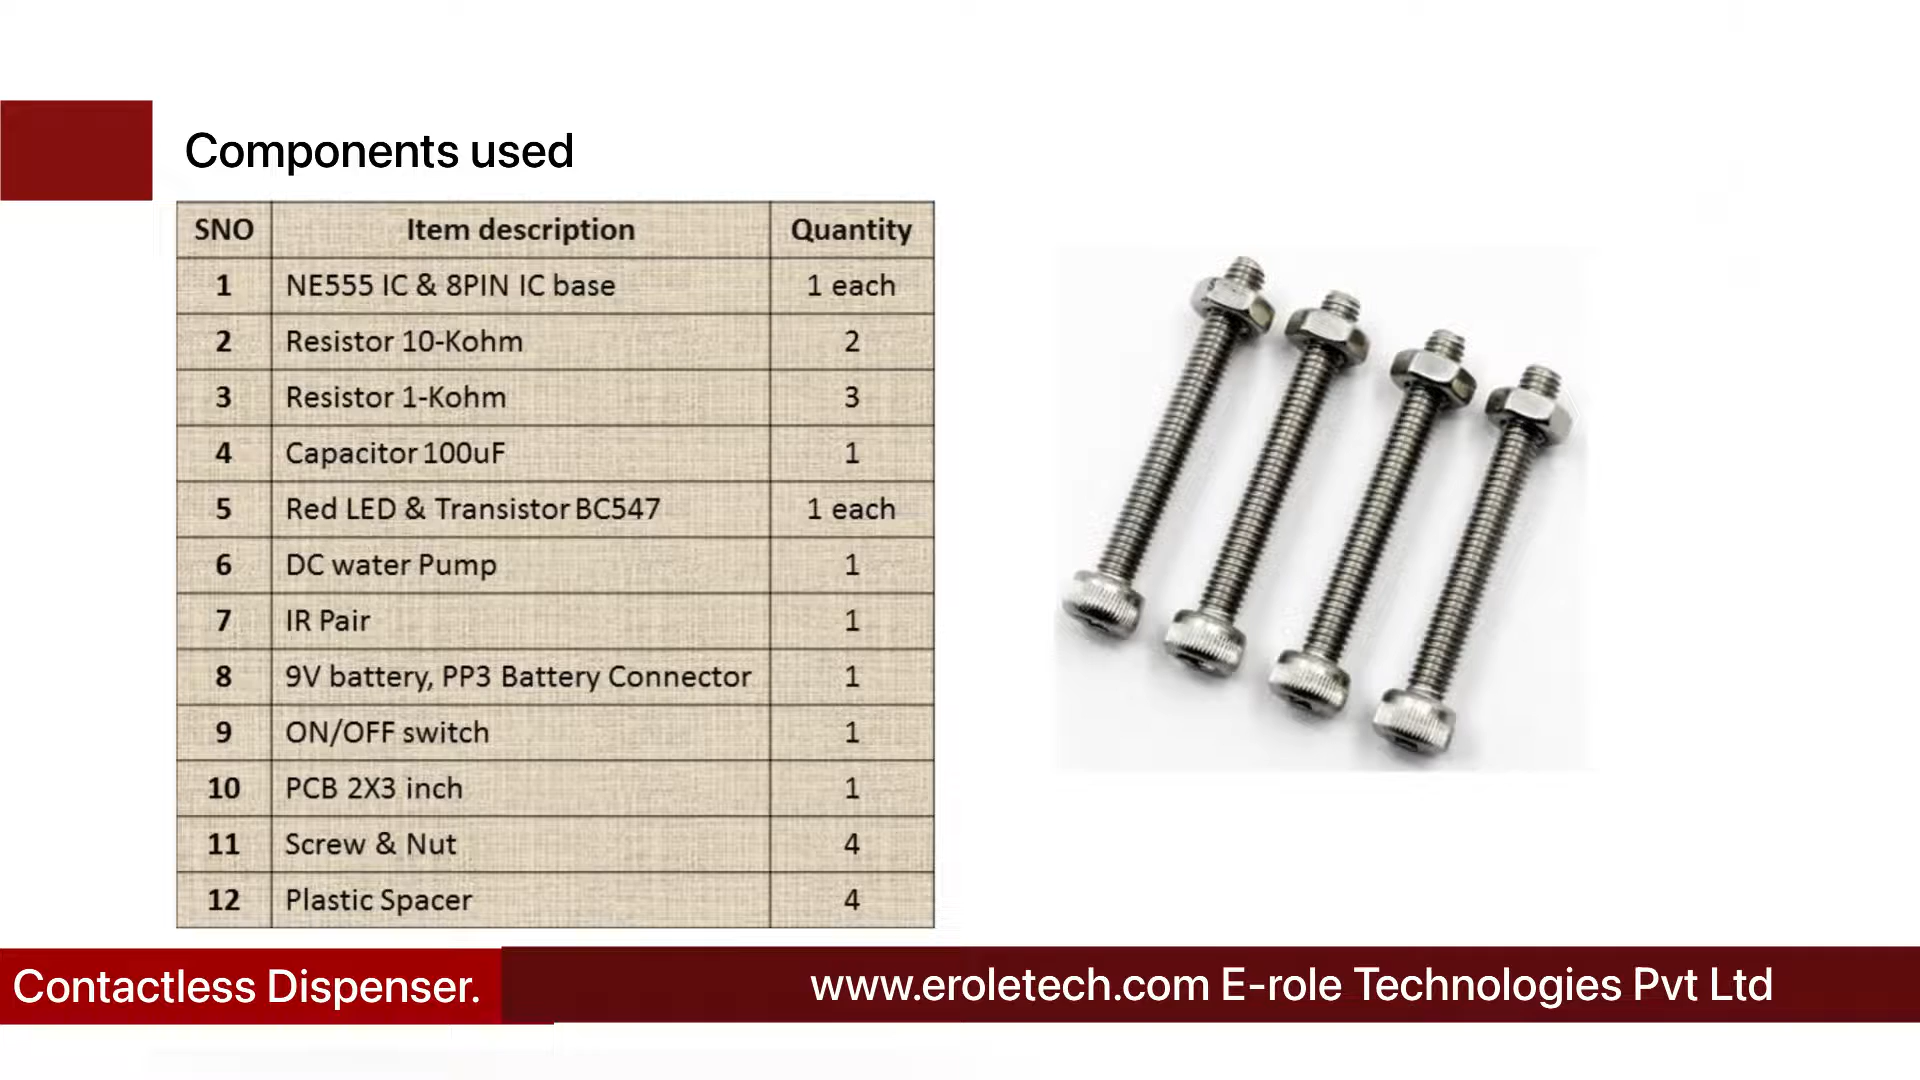 Components used
SNO Item description Quantity
1 NE555 IC & 8PIN IC base 1 each
2 Resistor 10-Kohm 2
3 Resistor 1-Kohm 3
4 Capacitor 100uF 1
5 Red LED & Transistor BC547 1 each
6 DC water Pump 1
7 IR Pair 1
8 9V battery, PP3 Battery Connector 1
9 ON/OFF switch 1
10 PCB 2X3 inch 1
11 Screw & Nut 4
12 Plastic Spacer 4
Contactless Dispenser. www.eroletech.com E-role Technologies Pvt Ltd